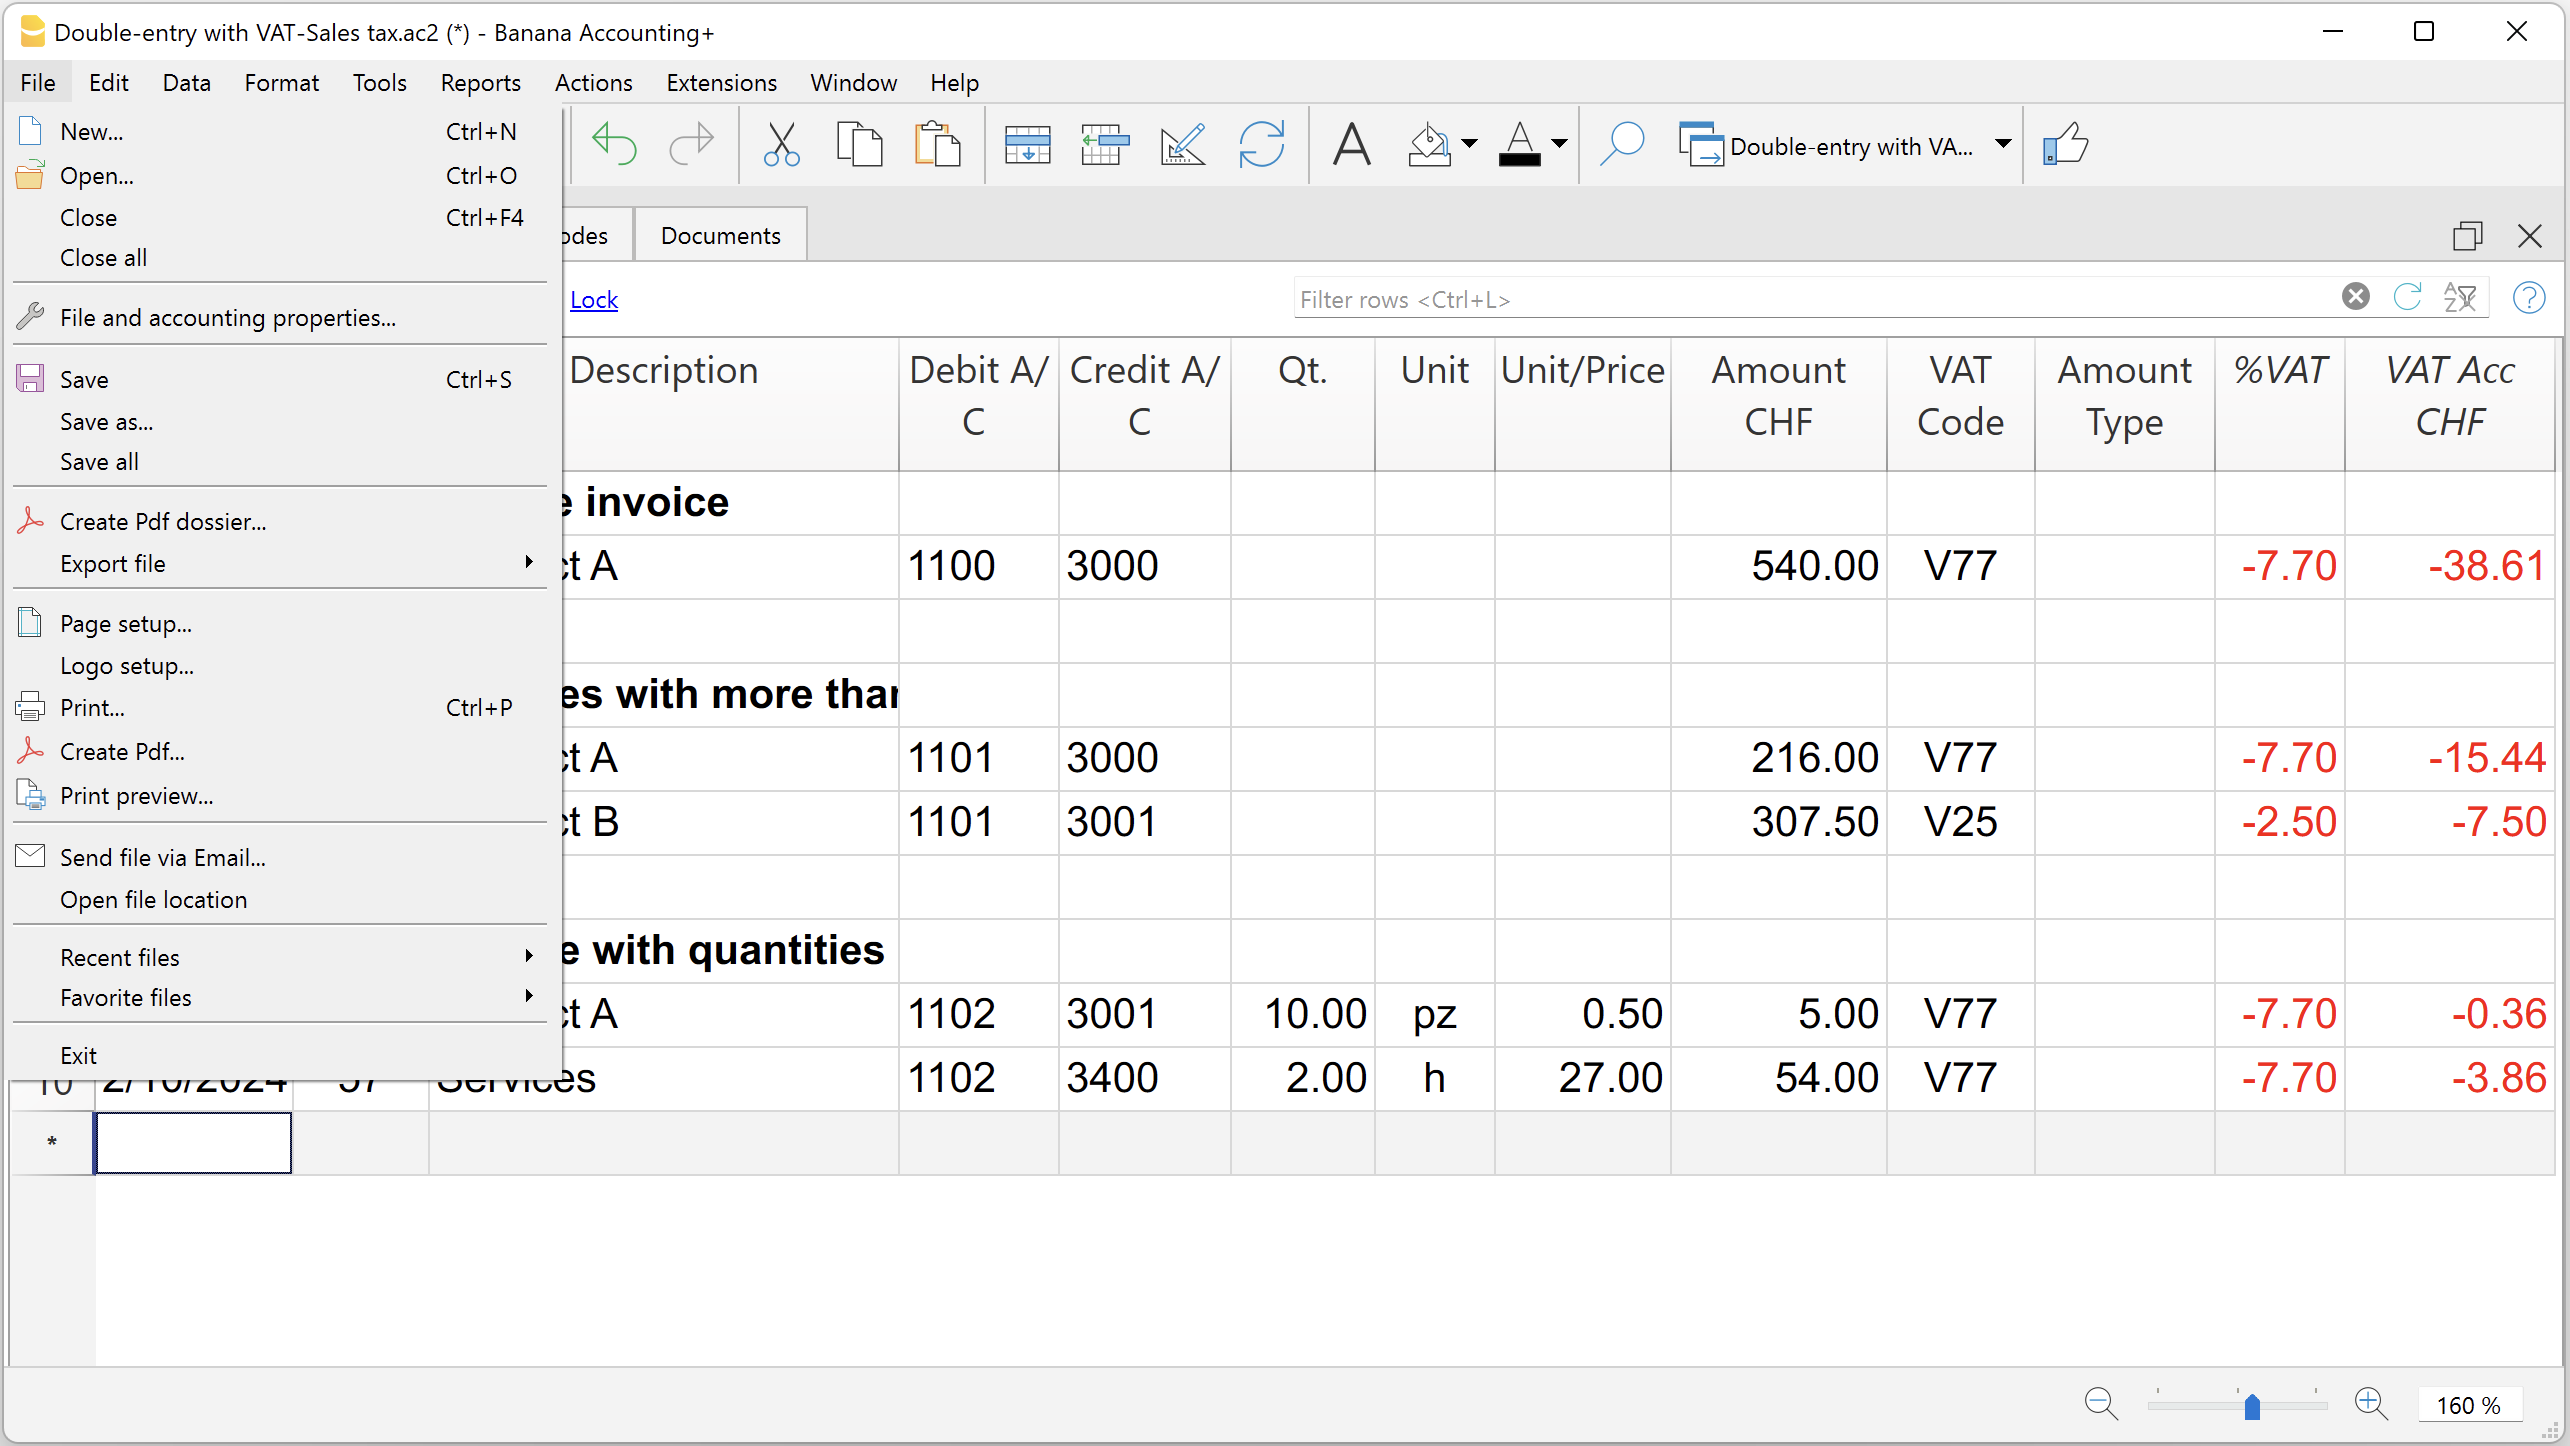 Double-entry with VAT-Sales tax.ac2 (*) - Banana Accounting+
File Edit Data Format Tools Reports Actions Extensions Window Help
New... Ctrl+N
Open... Ctrl+O
Close Ctrl+F4
Close all
File and accounting properties...
Save Ctrl+S
Save as...
Save all
Create Pdf dossier...
Export file
Page setup...
Logo setup...
Print... Ctrl+P
Create Pdf...
Print preview...
Send file via Email...
Open file location
Recent files
Favorite files
Exit
Double-entry with VA...
odes Documents
Lock Filter rows <Ctrl+L>
Description Debit A/C Credit A/C Qt. Unit Unit/Price Amount CHF VAT Code Amount Type %VAT VAT Acc CHF
e invoice
ct A 1100 3000 540.00 V77 -7.70 -38.61
es with more than
ct A 1101 3000 216.00 V77 -7.70 -15.44
ct B 1101 3001 307.50 V25 -2.50 -7.50
e with quantities
ct A 1102 3001 10.00 pz 0.50 5.00 V77 -7.70 -0.36
10 2/10/2024 Services 1102 3400 2.00 h 27.00 54.00 V77 -7.70 -3.86
*
160 %